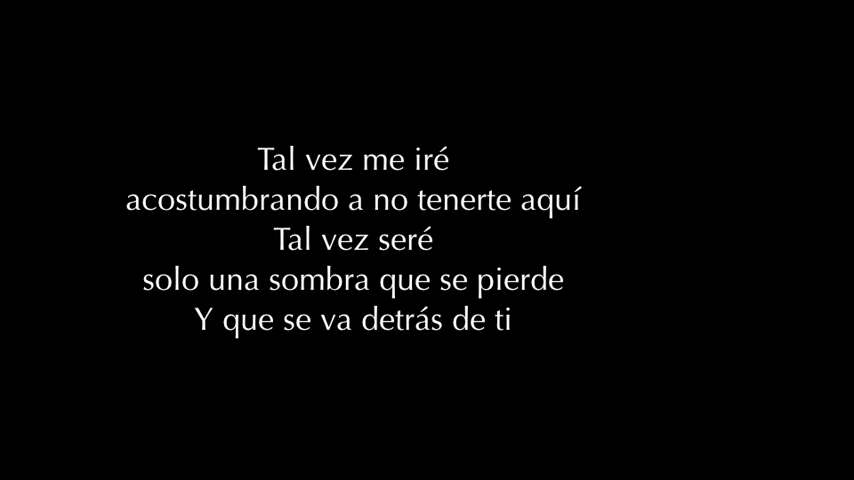 Tal vez me iré
acostumbrando a no tenerte aquí
Tal vez seré
solo una sombra que se pierde
Y que se va detrás de ti